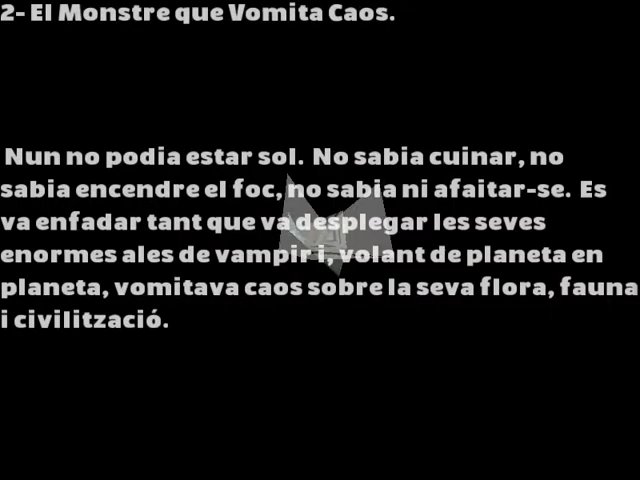 2- El Monstre que Vomita Caos.
Nun no podia estar sol. No sabia cuinar, no
sabia encendre el foc, no sabia ni afaitar-se. Es
va enfadar tant que va desplegar les seves
enormes ales de vampir i, volant de planeta en
planeta, vomitava caos sobre la seva flora, fauna
i civilització.